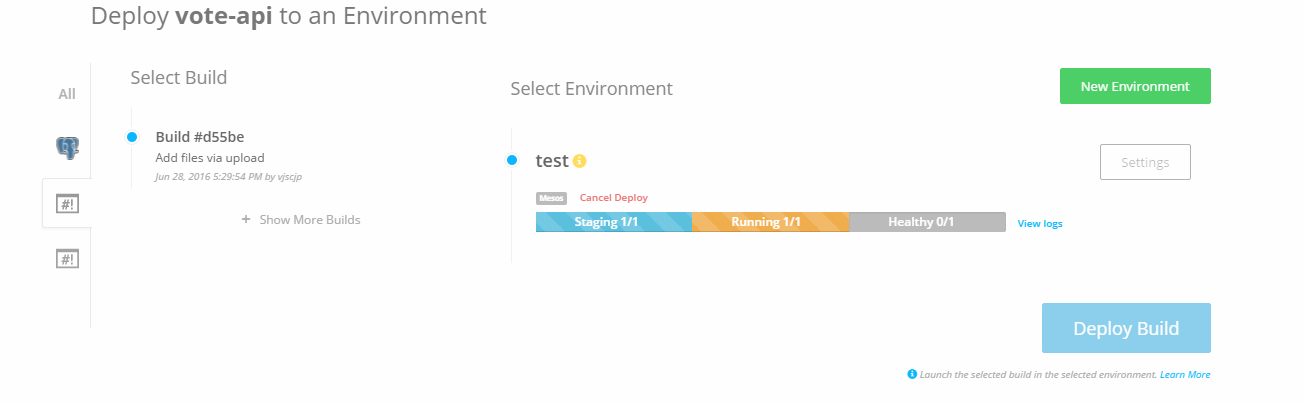 Deploy vote-api to an Environment
Select Build
Select Environment
New Environment
All
Build #d55be
Add files via upload
Jun 28, 2016 5:29:54 PM by vjscjp
+ Show More Builds
test
Settings
Mesos Cancel Deploy
Staging 1/1 Running 1/1 Healthy 0/1 View logs
#!
#!
Deploy Build
Launch the selected build in the selected environment. Learn More